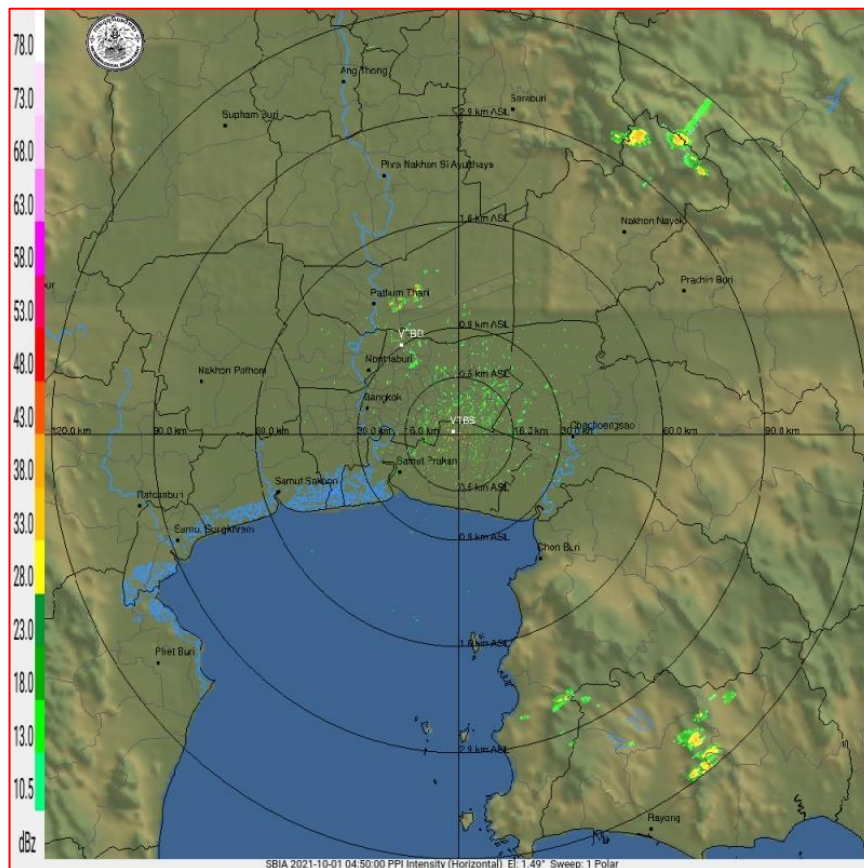 78.0
73.0
68.0
63.0
58.0
53.0
48.0
43.0
38.0
33.0
28.0
23.0
18.0
13.0
10.5
dBz
Ang Thong
Saraburi
Suphan Buri
2.4 km ASL
Phra Nakhon Si Ayutthaya
1.6 km ASL
Nakhon Nayok
Prachin Buri
Pathum Thani
0.9 km ASL
VTBD
Nonthaburi
0.5 km ASL
Nakhon Pathom
Bangkok
VTBS
Chachoengsao
120.0 km
90.0 km
60.0 km
30.0 km
15.0 km
15.2 km
30.0 km
60.0 km
90.0 km
Samut Prakan
Samut Sakhon
0.5 km ASL
Ratchaburi
Samut Songkhram
0.9 km ASL
Chon Buri
1.6 km ASL
Phet Buri
2.4 km ASL
Rayong
SBIA 2021-10-01 04:50:00 PPI Intensity (Horizontal) El: 1.49° Sweep: 1 Polar